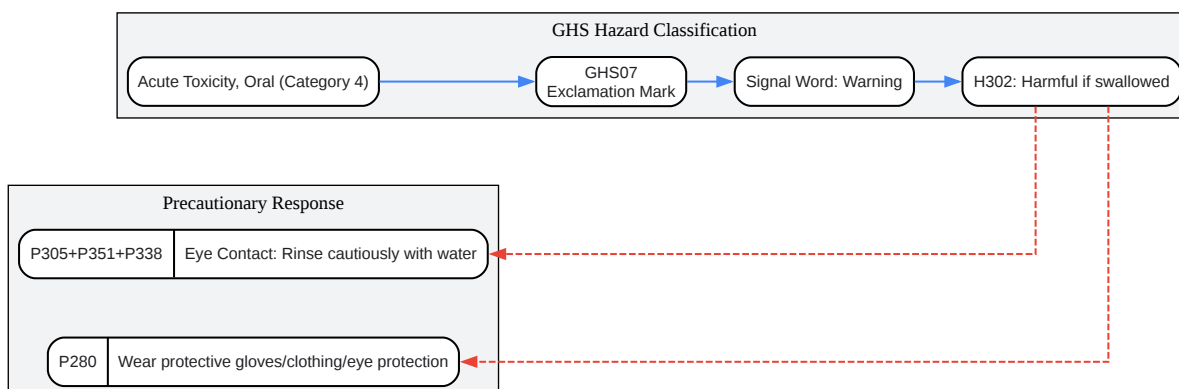 GHS Hazard Classification
Acute Toxicity, Oral (Category 4)
GHS07
Exclamation Mark
Signal Word: Warning
H302: Harmful if swallowed
Precautionary Response
P305+P351+P338
Eye Contact: Rinse cautiously with water
P280
Wear protective gloves/clothing/eye protection